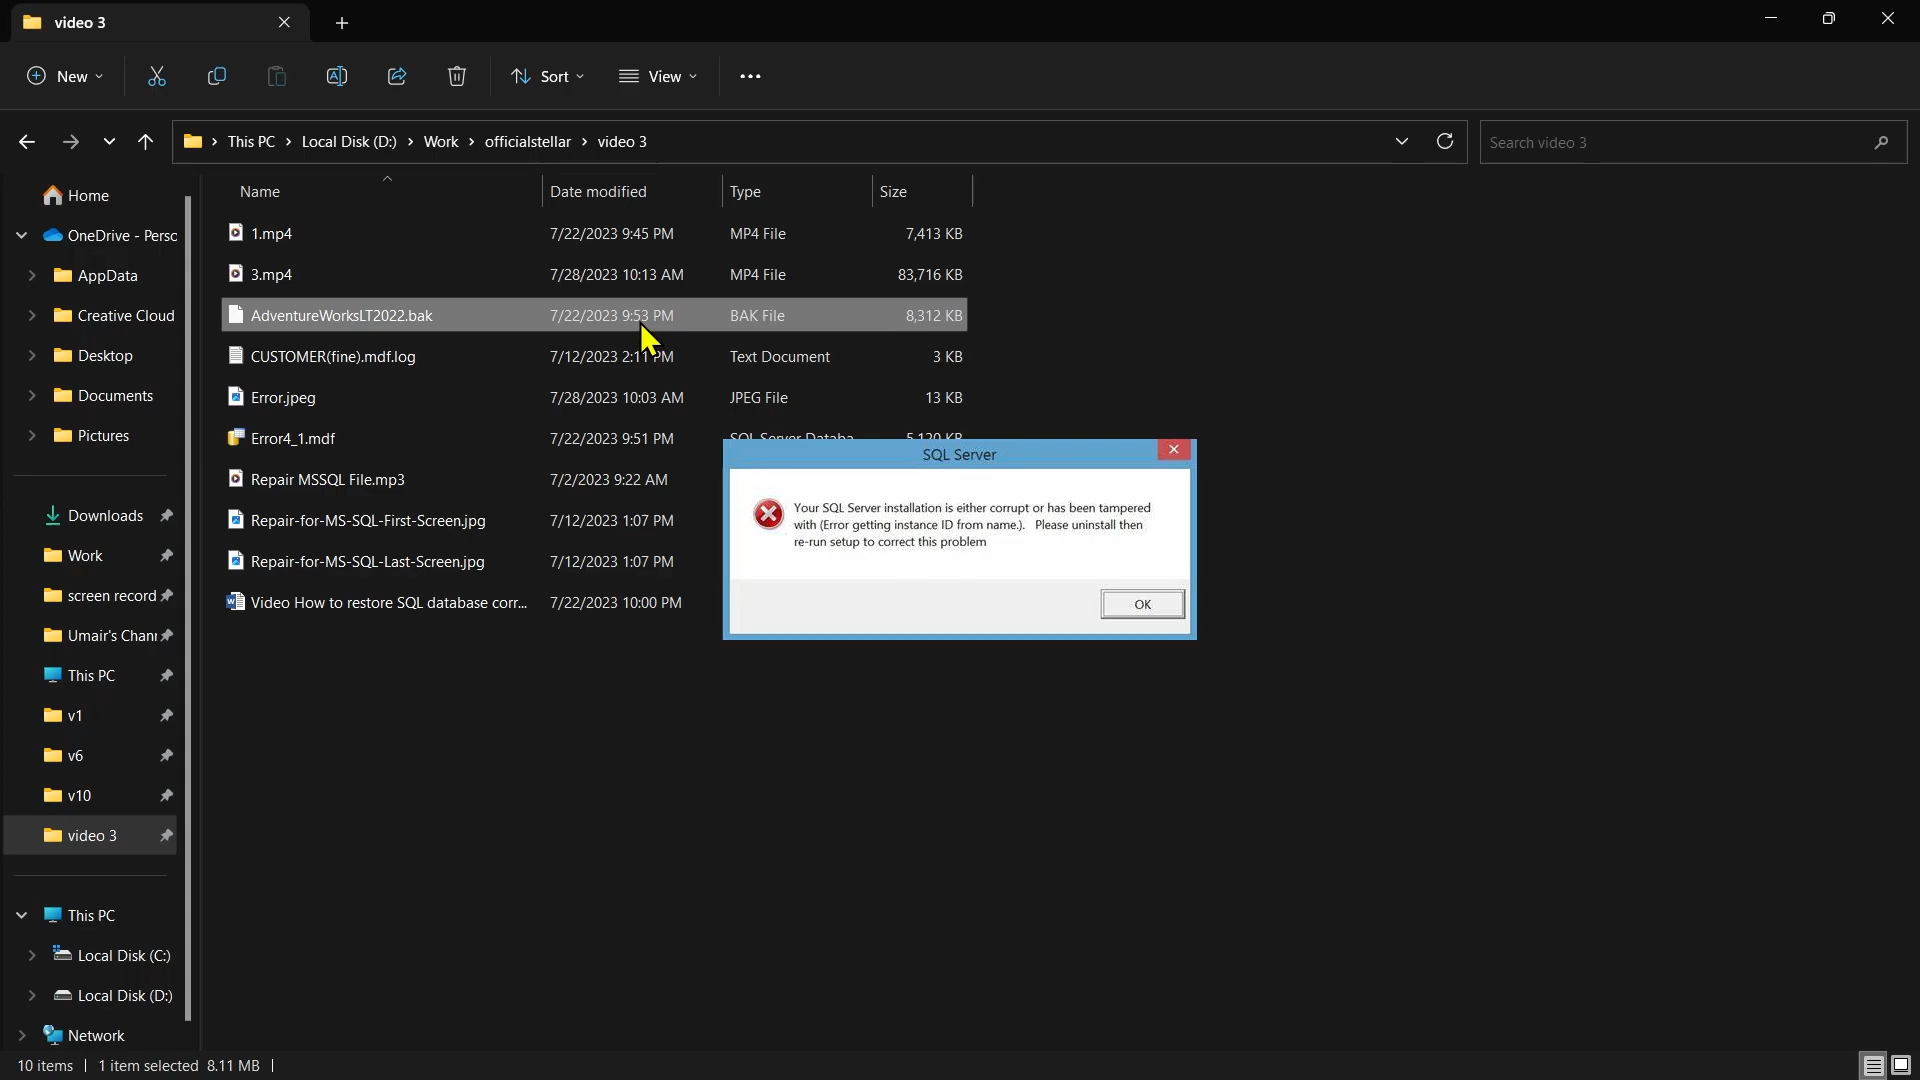 video 3
New
Sort
View
This PC
Local Disk (D:)
Work
officialstellar
video 3
Search video 3
Name Date modified Type Size
1.mp4 7/22/2023 9:45 PM MP4 File 7,413 KB
3.mp4 7/28/2023 10:13 AM MP4 File 83,716 KB
AdventureWorksLT2022.bak 7/22/2023 9:53 PM BAK File 8,312 KB
CUSTOMER(fine).mdf.log 7/12/2023 2:11 PM Text Document 3 KB
Error.jpeg 7/28/2023 10:03 AM JPEG File 13 KB
Error4_1.mdf 7/22/2023 9:51 PM SQL Server Databa... 5,120 KB
Repair MSSQL File.mp3 7/2/2023 9:22 AM
Repair-for-MS-SQL-First-Screen.jpg 7/12/2023 1:07 PM
Repair-for-MS-SQL-Last-Screen.jpg 7/12/2023 1:07 PM
Video How to restore SQL database corr... 7/22/2023 10:00 PM
SQL Server
Your SQL Server installation is either corrupt or has been tampered
with (Error getting instance ID from name.). Please uninstall then
re-run setup to correct this problem
OK
Home
OneDrive - Perso
AppData
Creative Cloud
Desktop
Documents
Pictures
Downloads
Work
screen record
Umair's Chan
This PC
v1
v6
v10
video 3
This PC
Local Disk (C:)
Local Disk (D:)
Network
10 items 1 item selected 8.11 MB